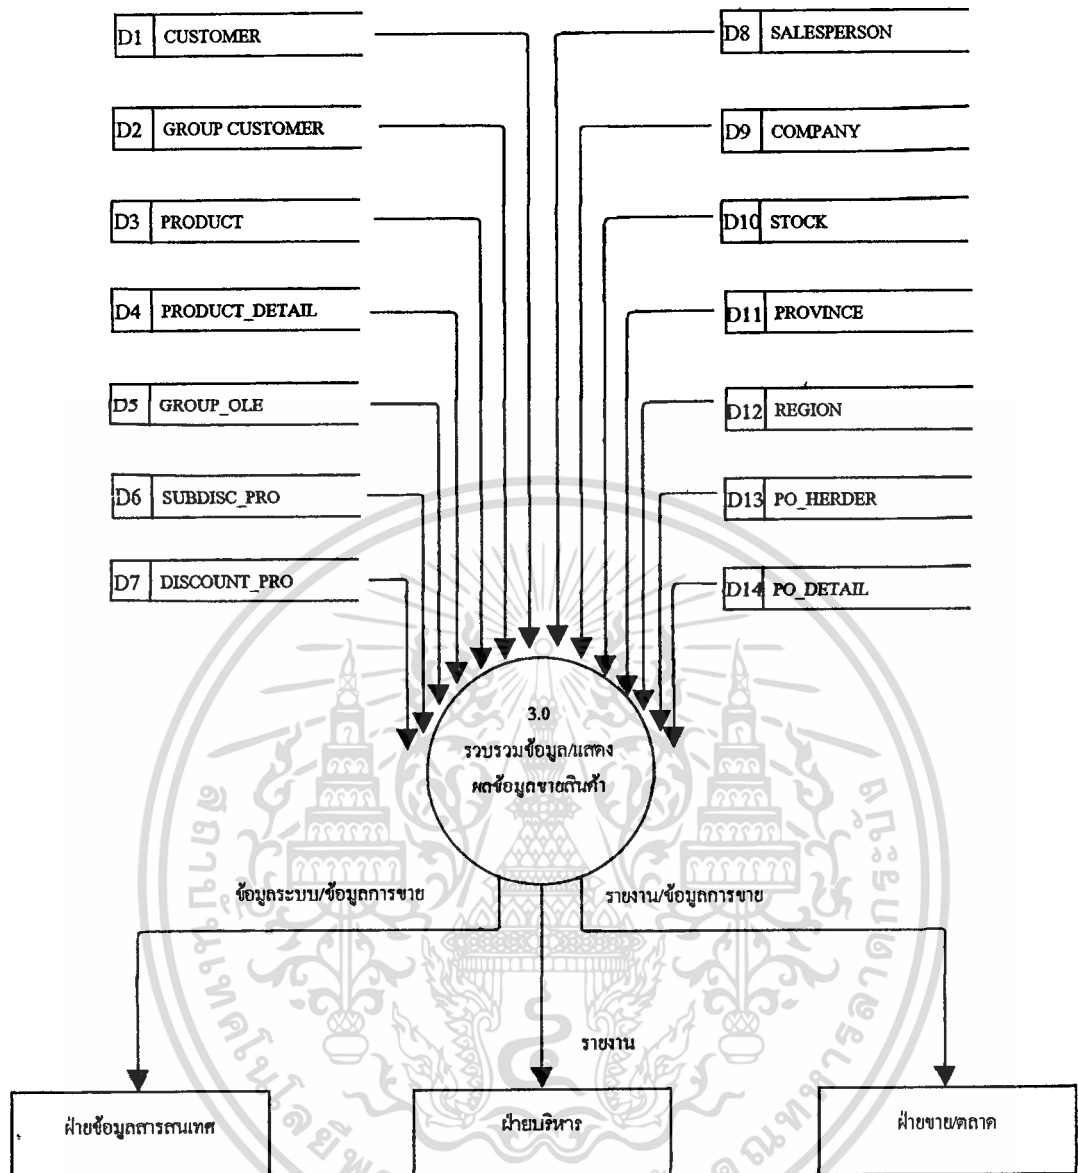 D1 CUSTOMER
D8 SALESPERSON
D2 GROUP CUSTOMER
D9 COMPANY
D3 PRODUCT
D10 STOCK
D4 PRODUCT_DETAIL
D11 PROVINCE
D5 GROUP_OLE
D12 REGION
D6 SUBDISC_PRO
D13 PO_HERDER
D7 DISCOUNT_PRO
D14 PO_DETAIL
3.0
รวบรวมข้อมูล/แสดง
ผลข้อมูลขายสินค้า
ข้อมูลระบบ/ข้อมูลการขาย
รายงาน/ข้อมูลการขาย
รายงาน
ฝ่ายข้อมูลสารสนเทศ
ฝ่ายบริหาร
ฝ่ายขาย/ตลาด